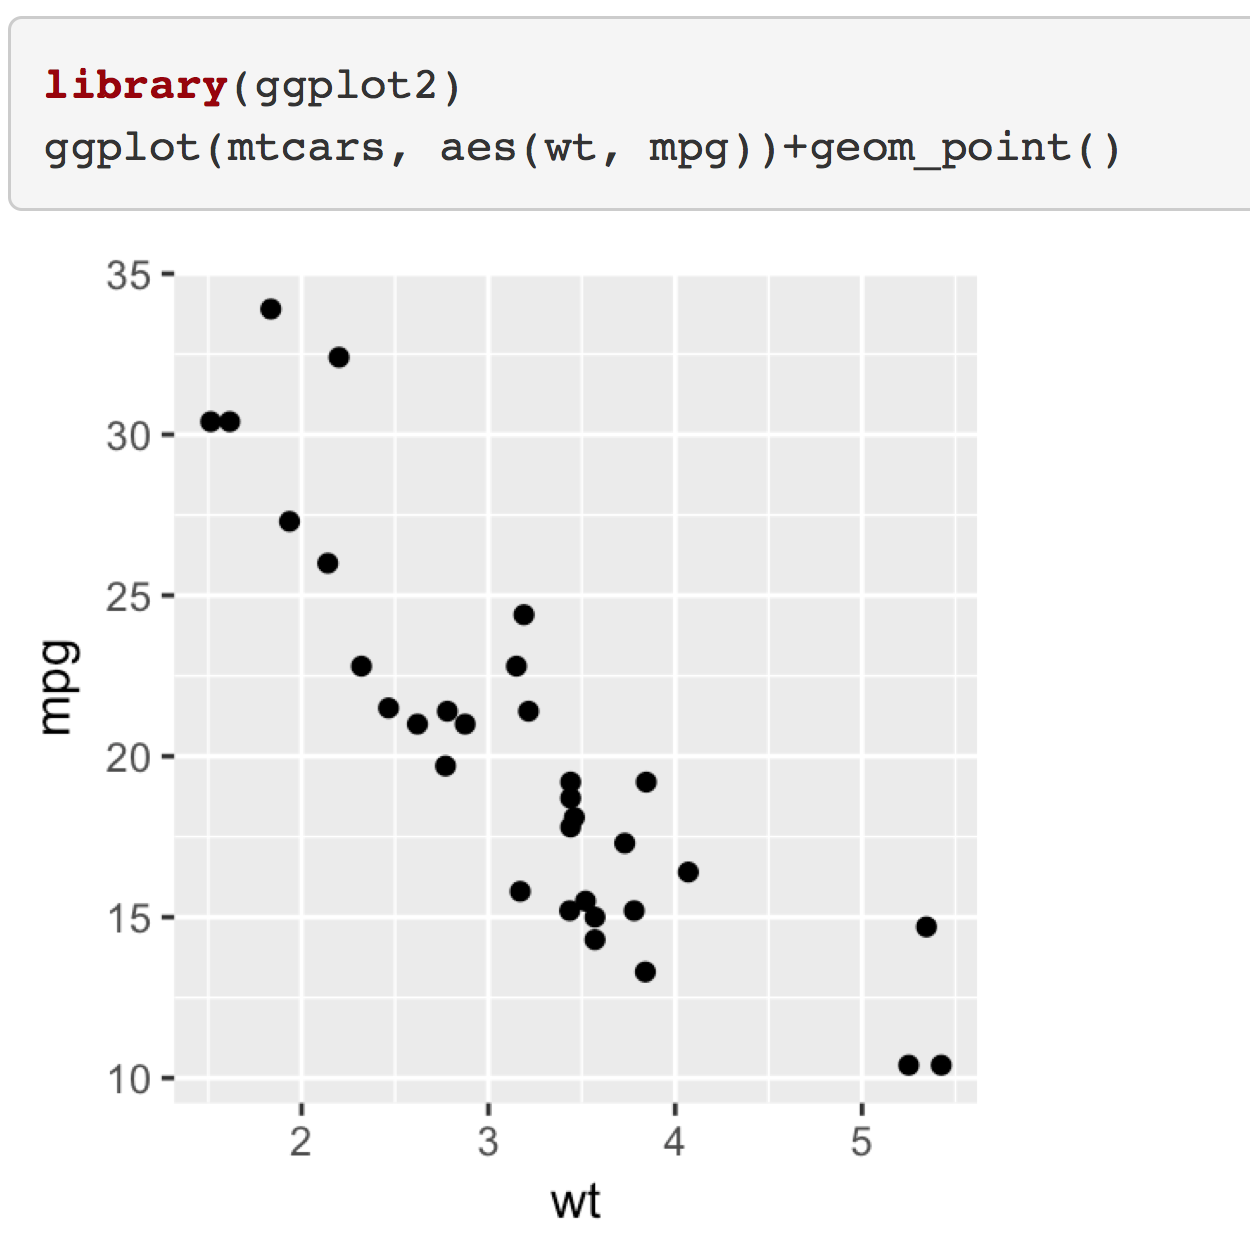 library(ggplot2)
ggplot(mtcars, aes(wt, mpg))+geom_point()
35
30
25
20
15
10
mpg
2 3 4 5
wt